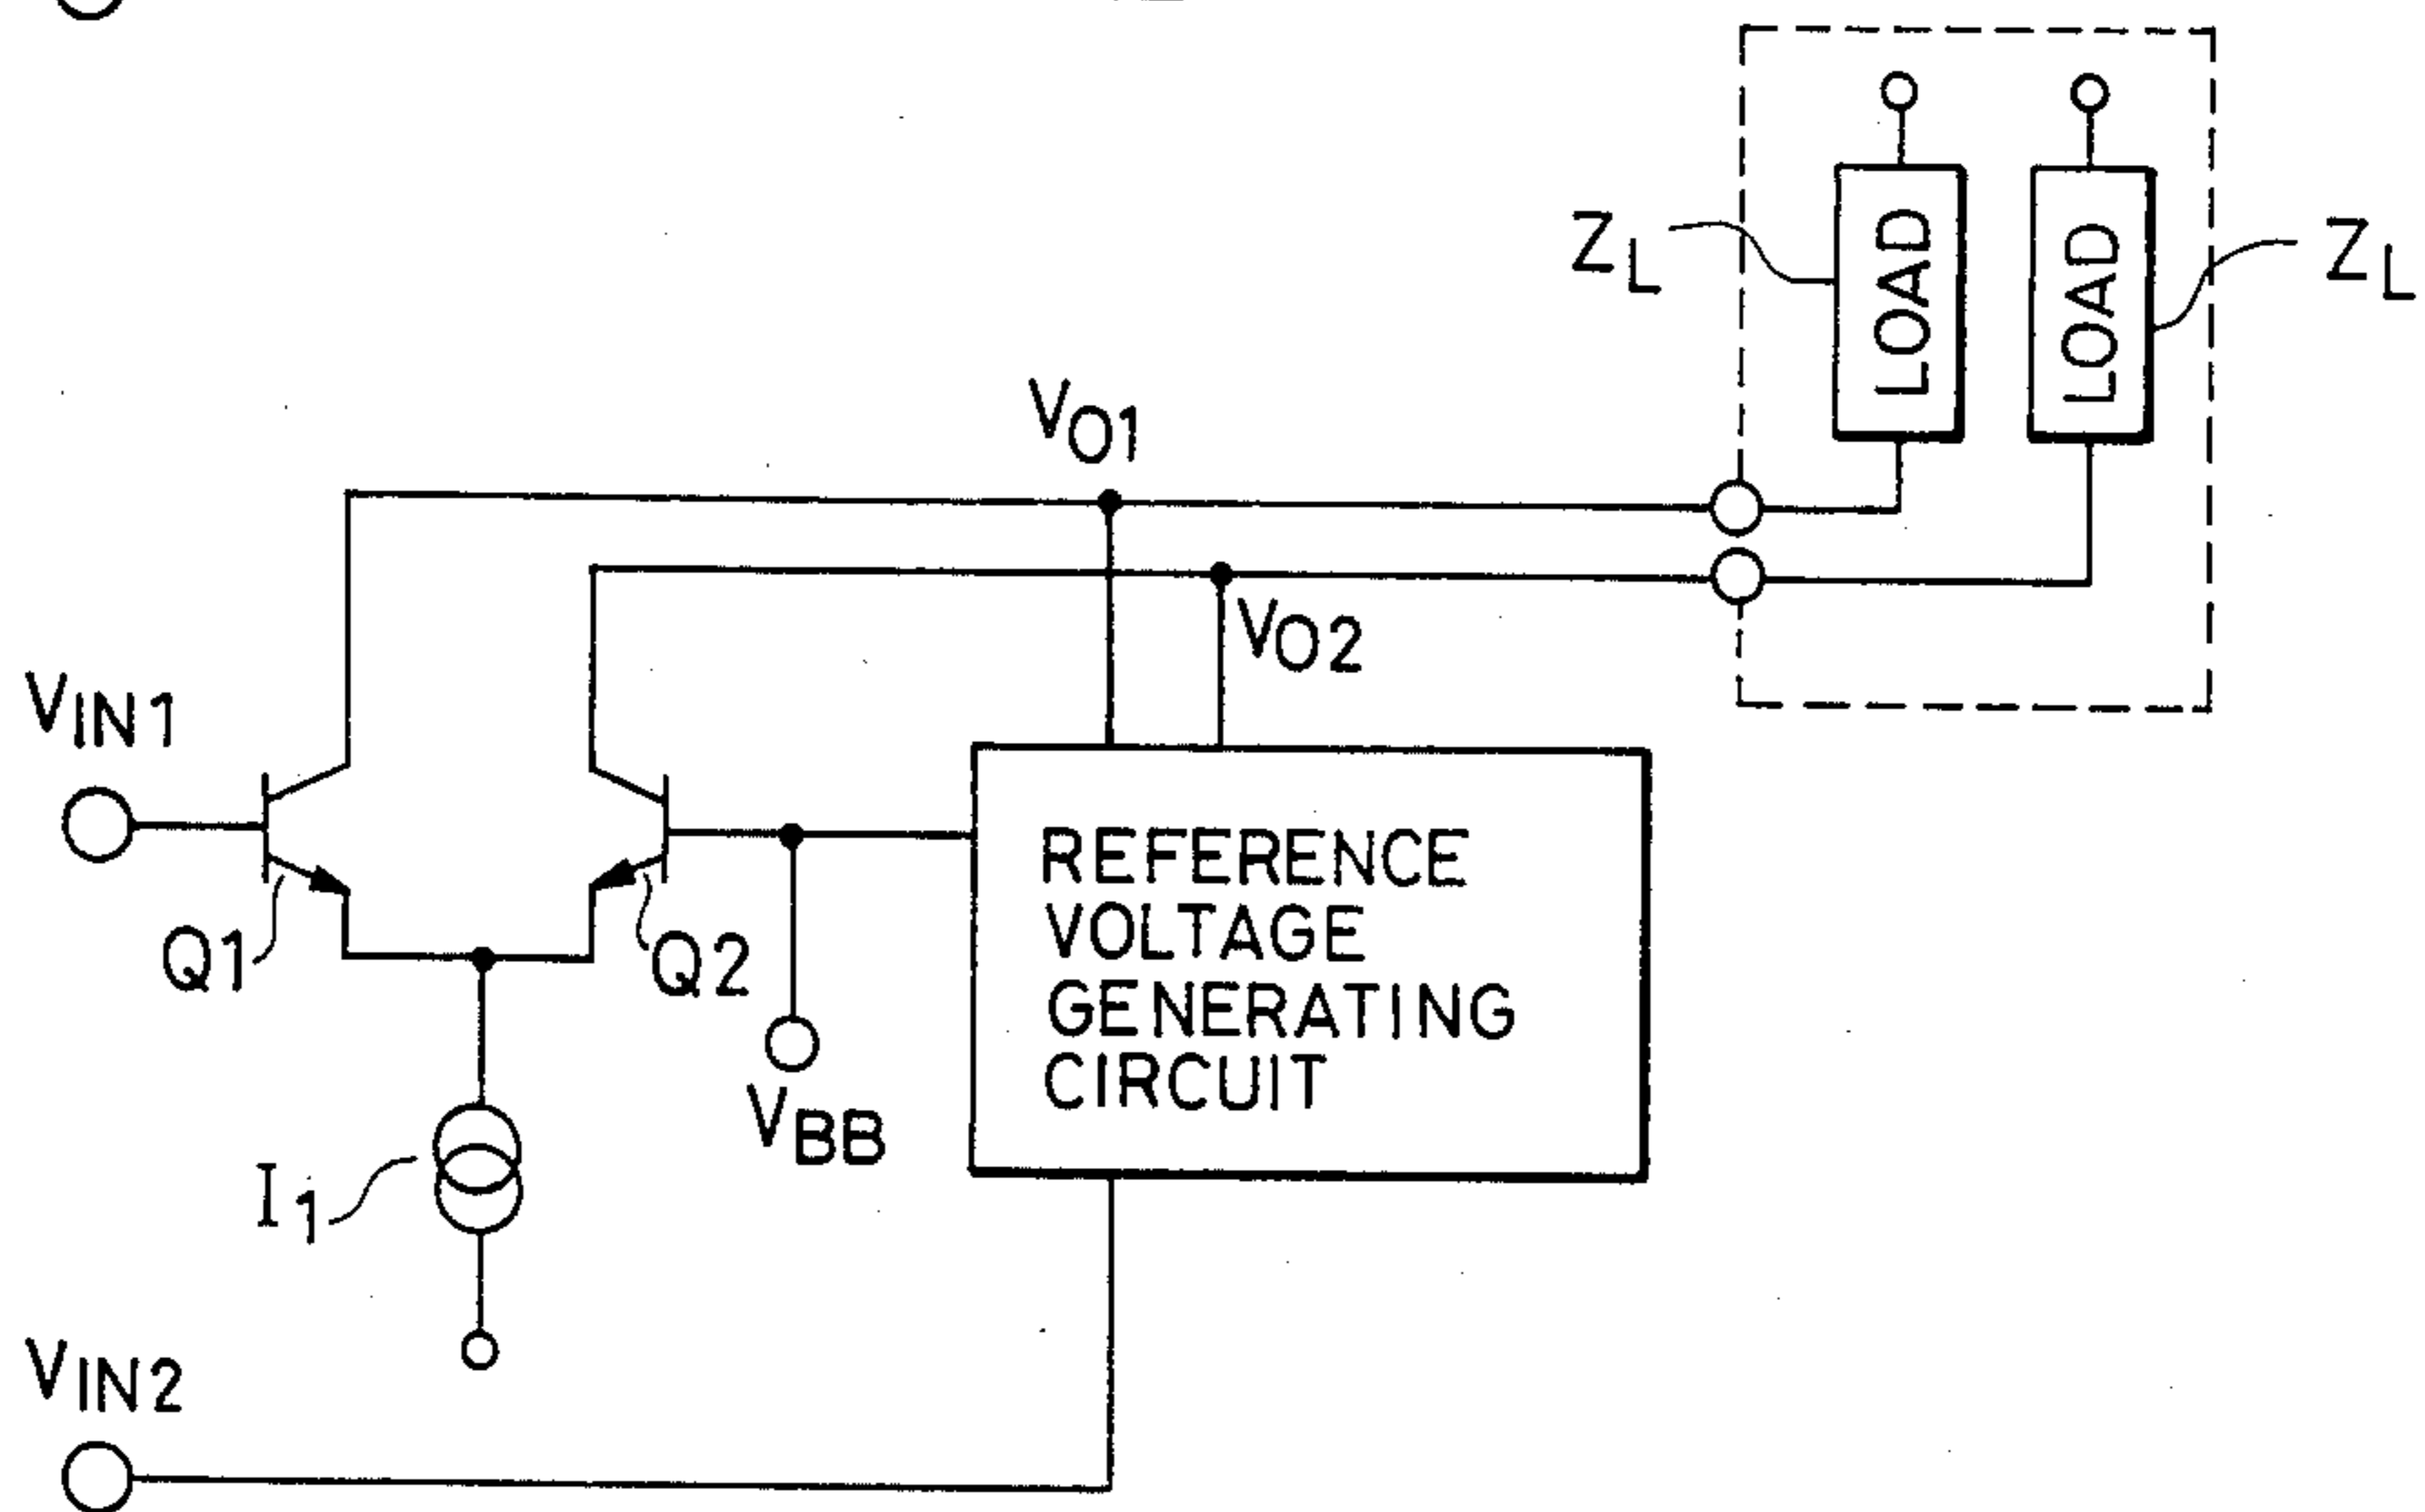 ZL
LOAD
LOAD
ZL
VO1
VO2
VIN1
Q1
Q2
REFERENCE
VOLTAGE
GENERATING
CIRCUIT
VBB
I1
VIN2